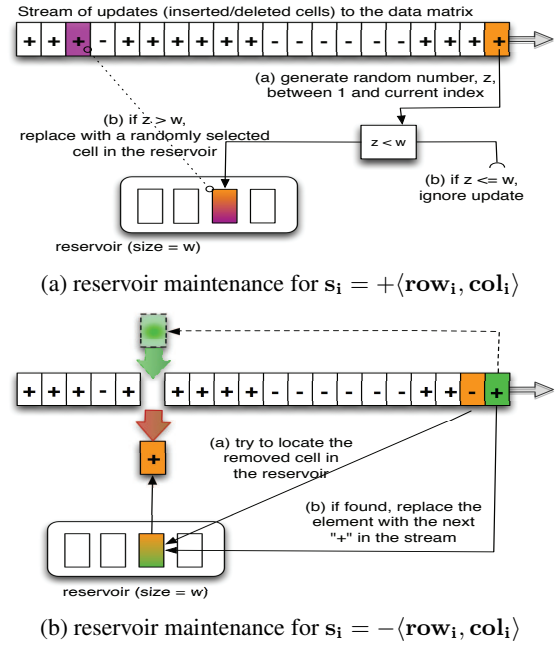 Stream of updates (inserted/deleted cells) to the data matrix
+ + + - + + + + + + - - - - - - + + + +
(a) generate random number, z,
between 1 and current index
(b) if z > w,
replace with a randomly selected
cell in the reservoir
z < w
(b) if z <= w,
ignore update
reservoir (size = w)
(a) reservoir maintenance for sᵢ = +⟨rowᵢ, colᵢ⟩
+ + + - + + + + + - - - - - - + + - +
(a) try to locate the
removed cell in
the reservoir
+
(b) if found, replace the
element with the next
"+" in the stream
reservoir (size = w)
(b) reservoir maintenance for sᵢ = −⟨rowᵢ, colᵢ⟩